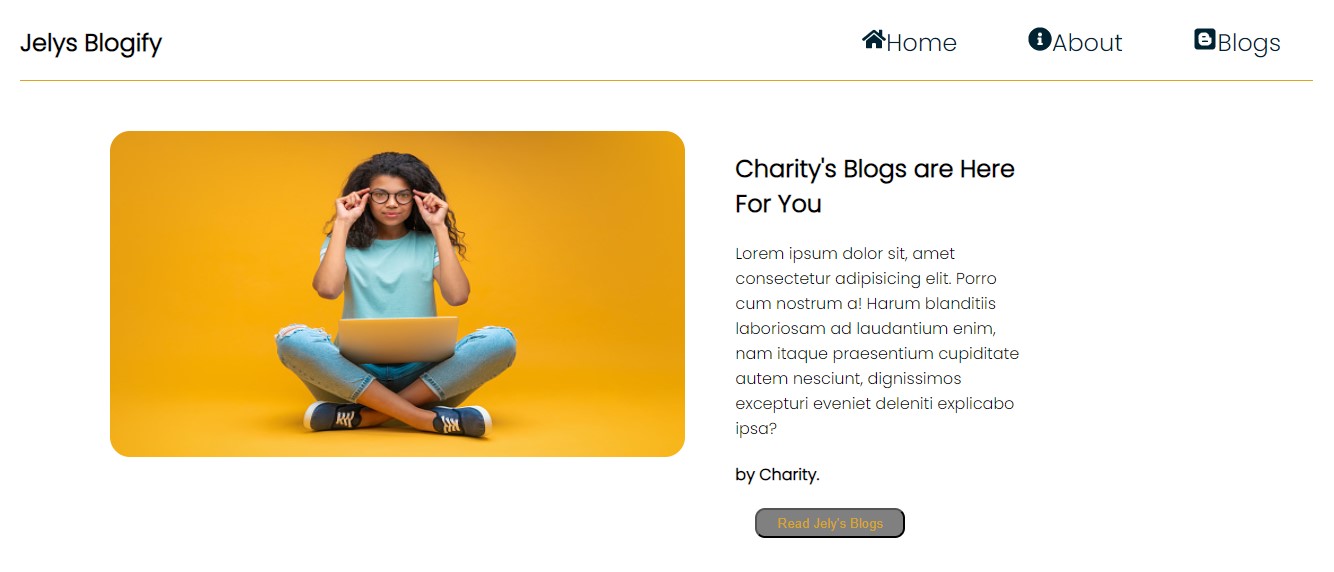 Jelys Blogify
Home About Blogs
Charity's Blogs are Here
For You
Lorem ipsum dolor sit, amet
consectetur adipisicing elit. Porro
cum nostrum a! Harum blanditiis
laboriosam ad laudantium enim,
nam itaque praesentium cupiditate
autem nesciunt, dignissimos
excepturi eveniet deleniti explicabo
ipsa?
by Charity.
Read Jely's Blogs